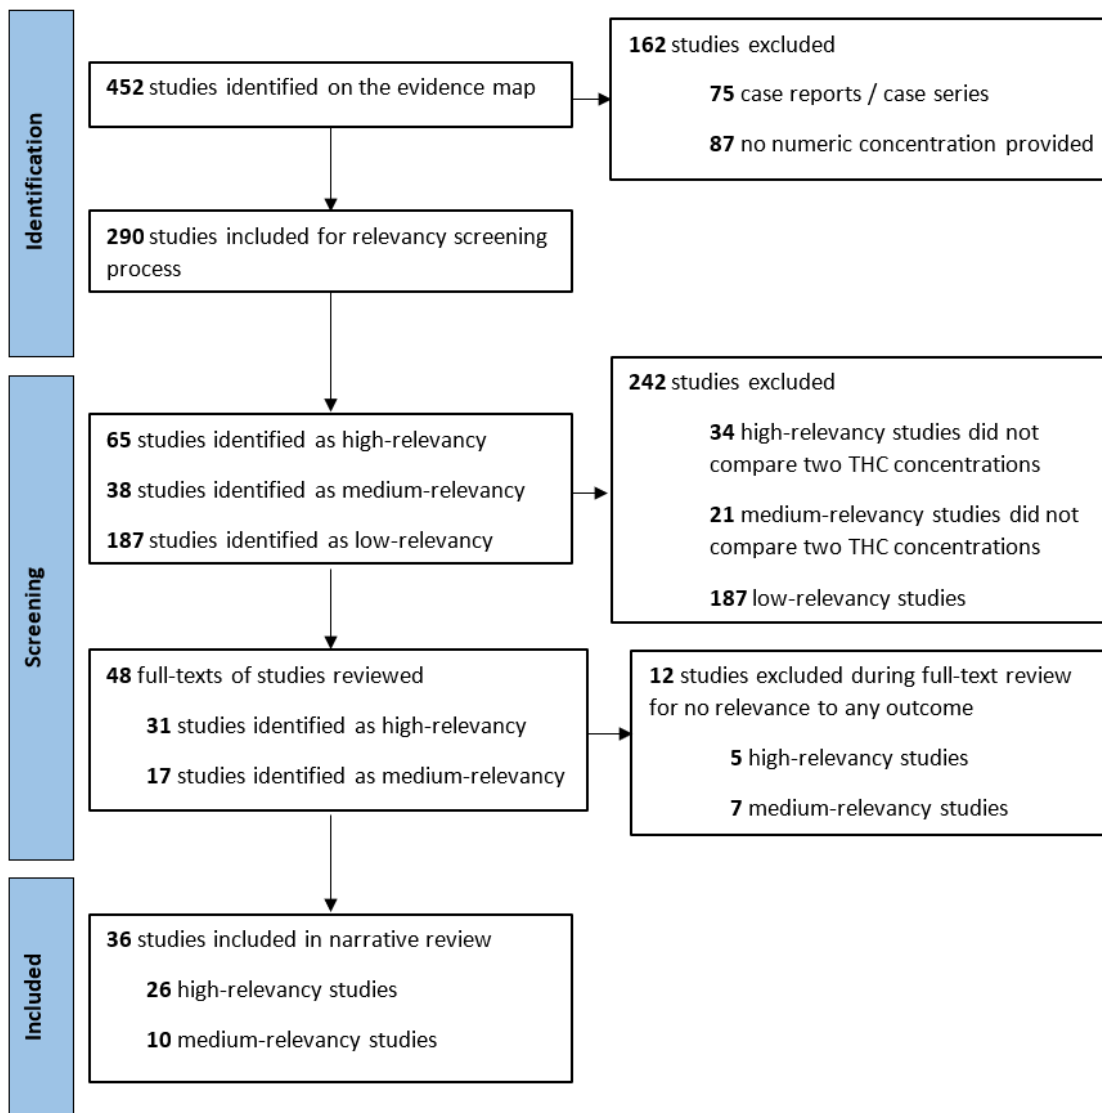 Identification
452 studies identified on the evidence map
162 studies excluded
75 case reports / case series
87 no numeric concentration provided
290 studies included for relevancy screening
process
Screening
65 studies identified as high-relevancy
38 studies identified as medium-relevancy
187 studies identified as low-relevancy
242 studies excluded
34 high-relevancy studies did not
compare two THC concentrations
21 medium-relevancy studies did not
compare two THC concentrations
187 low-relevancy studies
48 full-texts of studies reviewed
31 studies identified as high-relevancy
17 studies identified as medium-relevancy
12 studies excluded during full-text review
for no relevance to any outcome
5 high-relevancy studies
7 medium-relevancy studies
Included
36 studies included in narrative review
26 high-relevancy studies
10 medium-relevancy studies